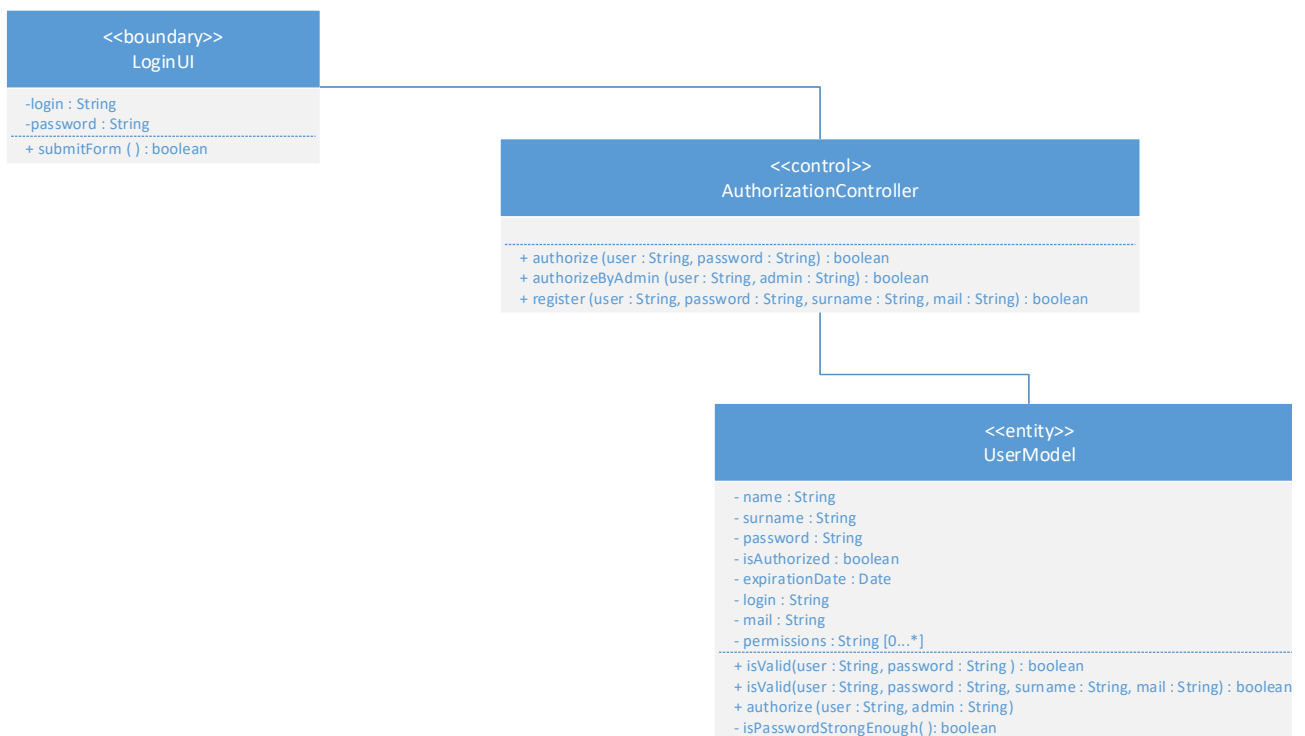 <<boundary>>
LoginUI
-login : String
-password : String
+ submitForm ( ) : boolean
<<control>>
AuthorizationController
+ authorize (user : String, password : String) : boolean
+ authorizeByAdmin (user : String, admin : String) : boolean
+ register (user : String, password : String, surname : String, mail : String) : boolean
<<entity>>
UserModel
- name : String
- surname : String
- password : String
- isAuthorized : boolean
- expirationDate : Date
- login : String
- mail : String
- permissions : String [0...*]
+ isValid(user : String, password : String ) : boolean
+ isValid(user : String, password : String, surname : String, mail : String) : boolean
+ authorize (user : String, admin : String)
- isPasswordStrongEnough( ): boolean